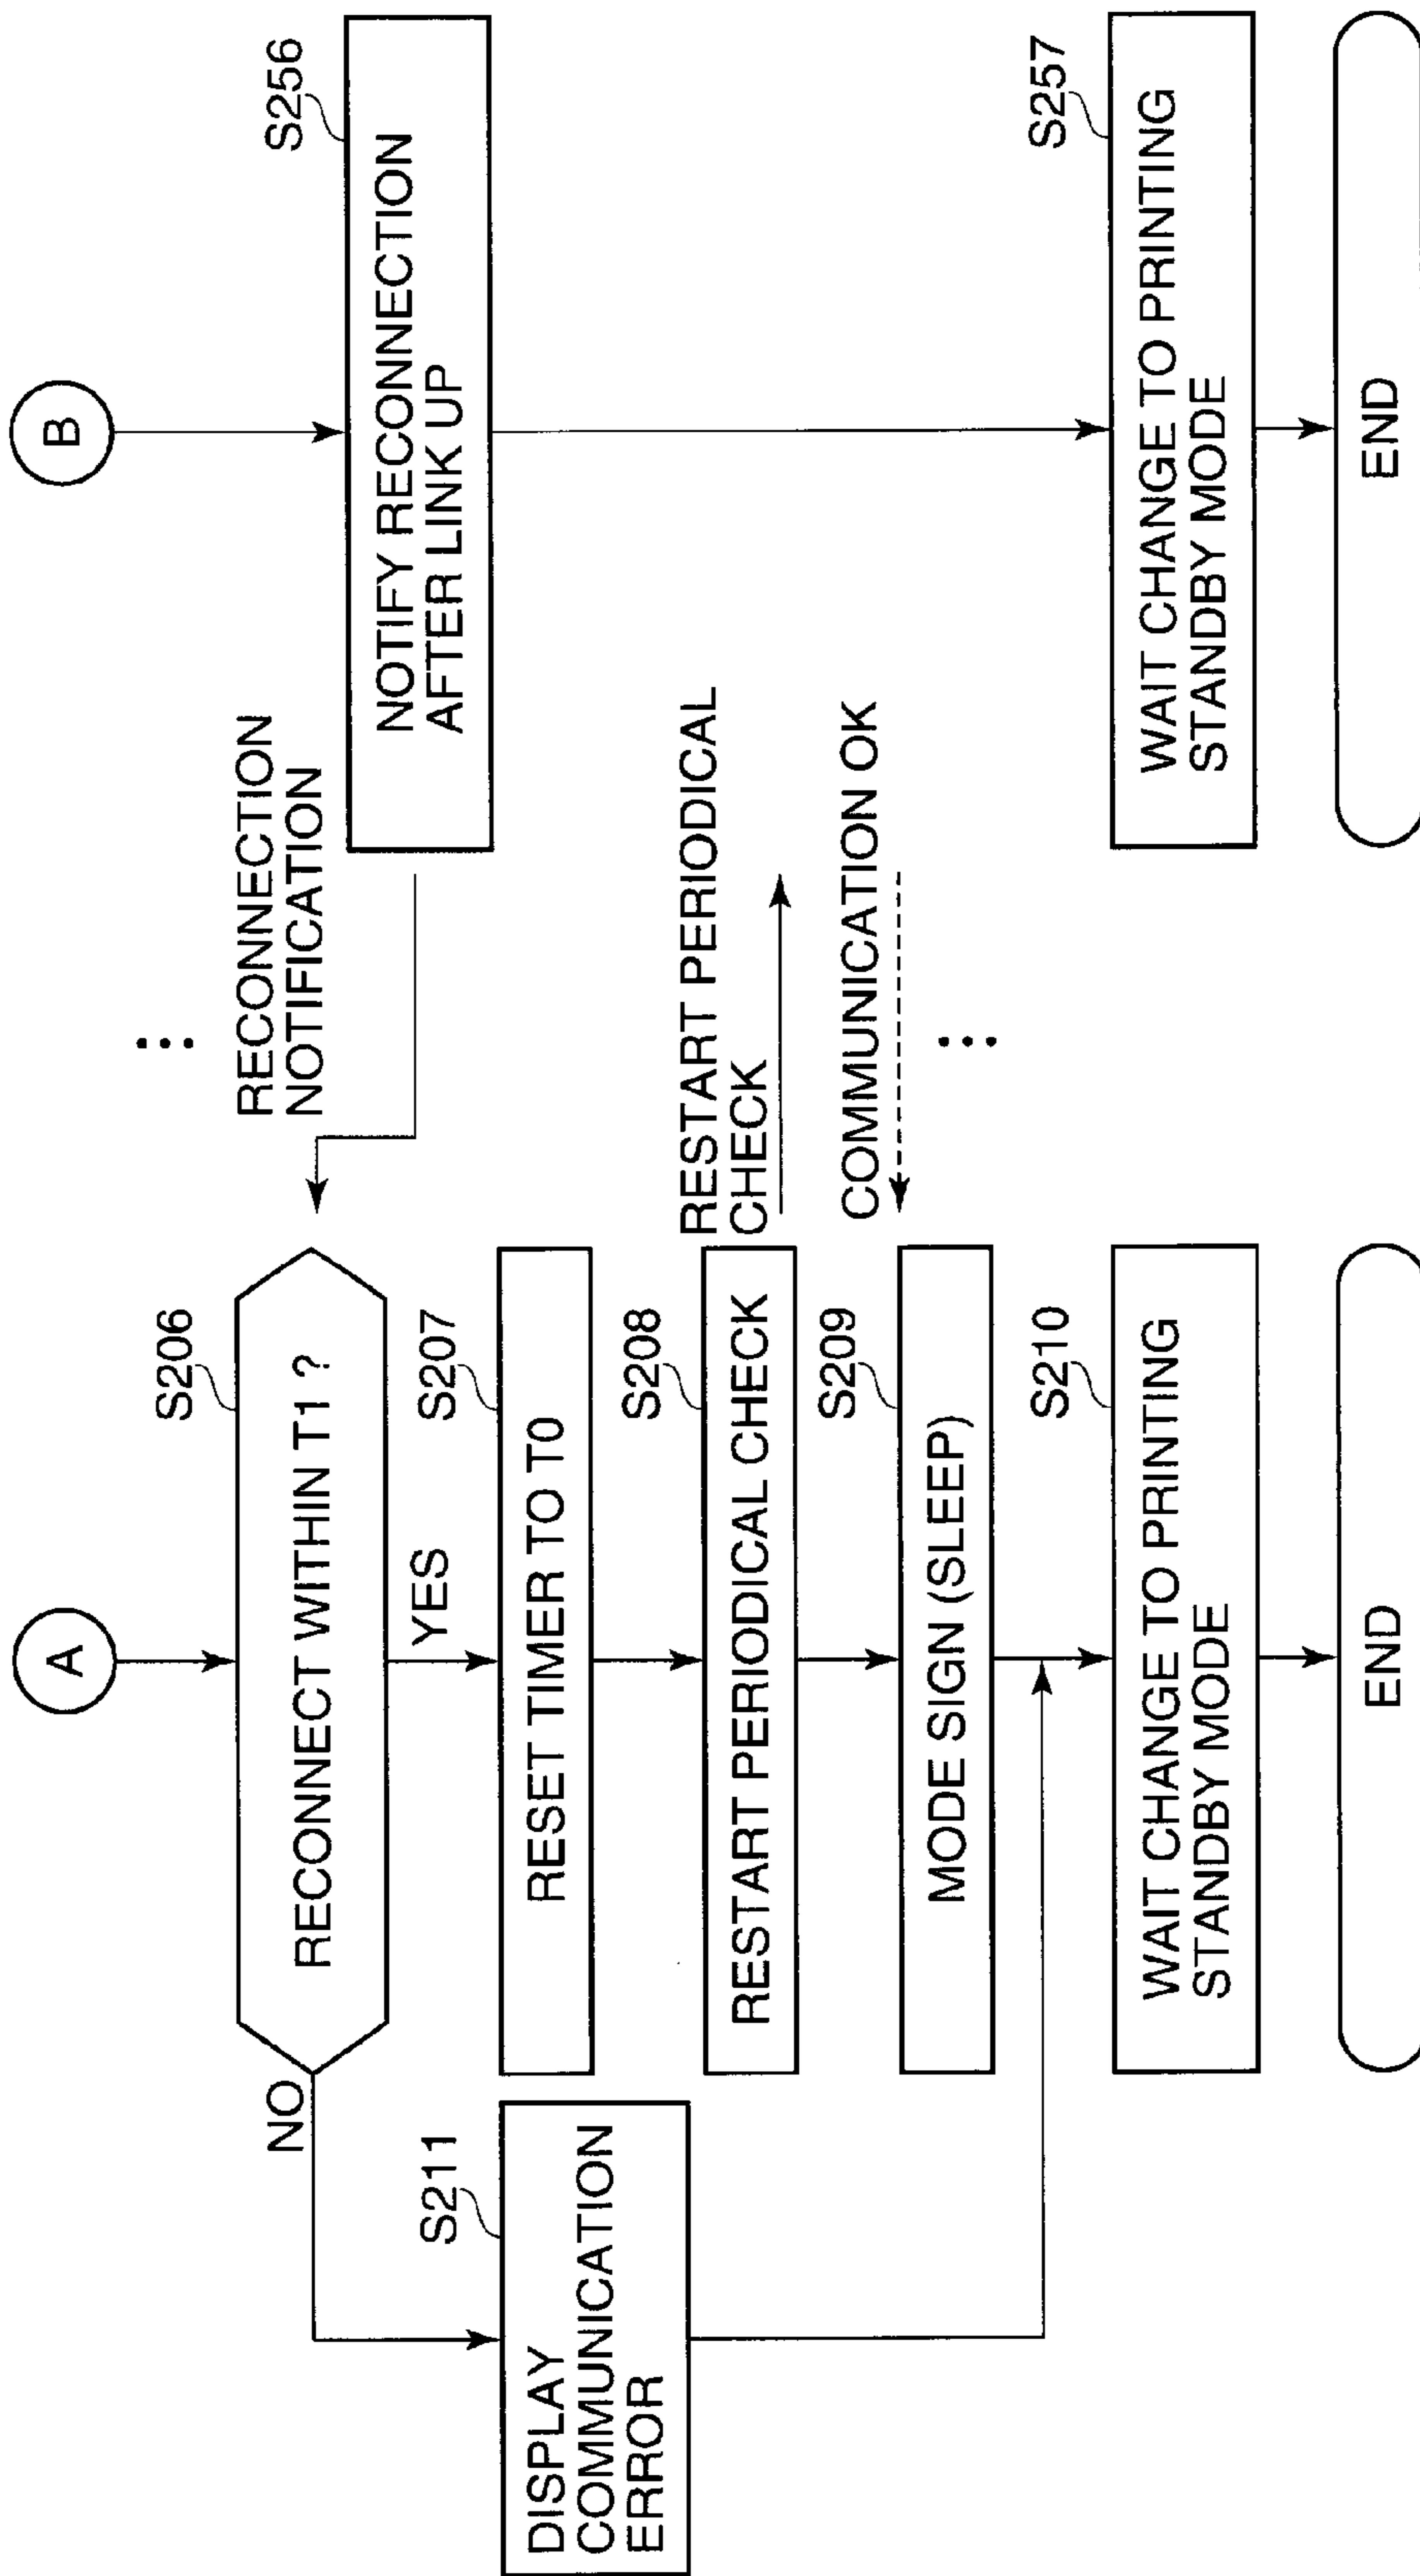 A
B
S206
RECONNECT WITHIN T1 ?
NO
YES
RECONNECTION
NOTIFICATION
S256
NOTIFY RECONNECTION
AFTER LINK UP
S211
DISPLAY
COMMUNICATION
ERROR
S207
RESET TIMER TO T0
S208
RESTART PERIODICAL CHECK
RESTART PERIODICAL
CHECK
COMMUNICATION OK
S209
MODE SIGN (SLEEP)
S210
WAIT CHANGE TO PRINTING
STANDBY MODE
S257
WAIT CHANGE TO PRINTING
STANDBY MODE
END
END